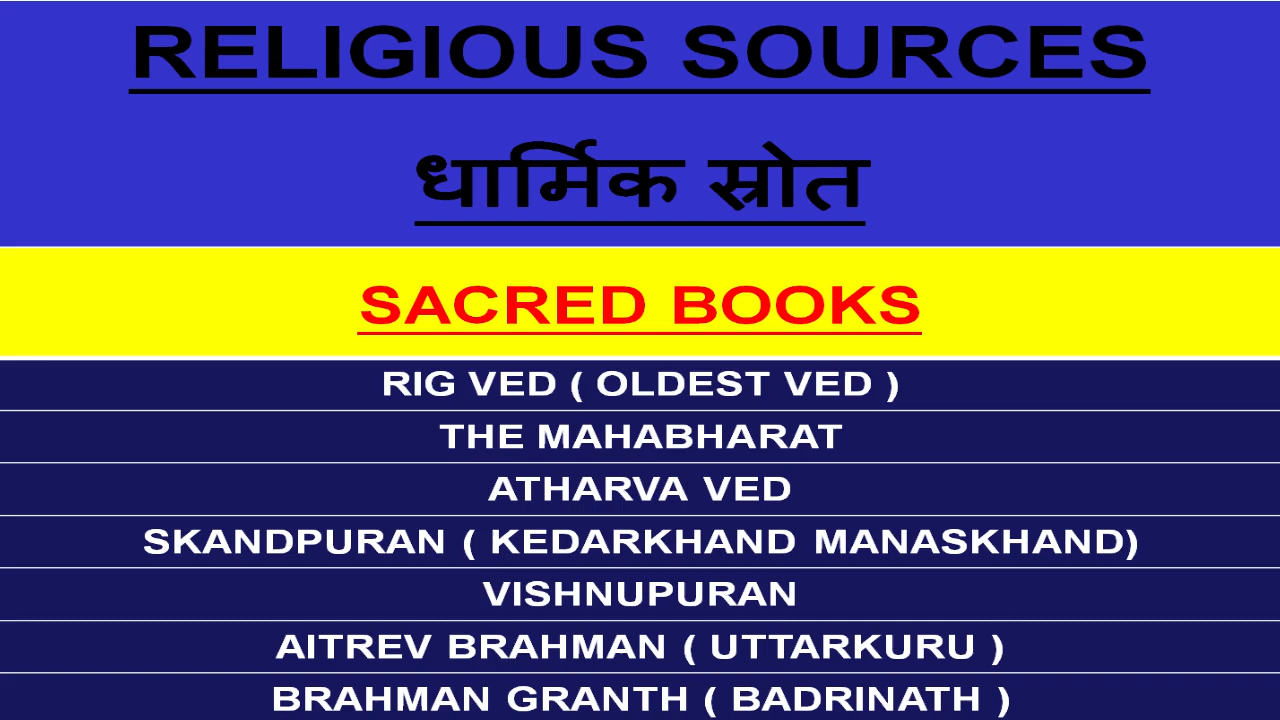 RELIGIOUS SOURCES
धार्मिक स्रोत
SACRED BOOKS
RIG VED ( OLDEST VED )
THE MAHABHARAT
ATHARVA VED
SKANDPURAN ( KEDARKHAND MANASKHAND)
VISHNUPURAN
AITREV BRAHMAN ( UTTARKURU )
BRAHMAN GRANTH ( BADRINATH )